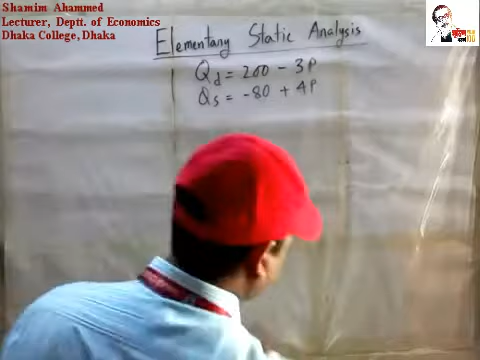 Shamim Ahammed
Lecturer, Deptt. of Economics
Dhaka College, Dhaka
Elementary Static Analysis
Qd = 200 - 3P
Qs = -80 + 4P